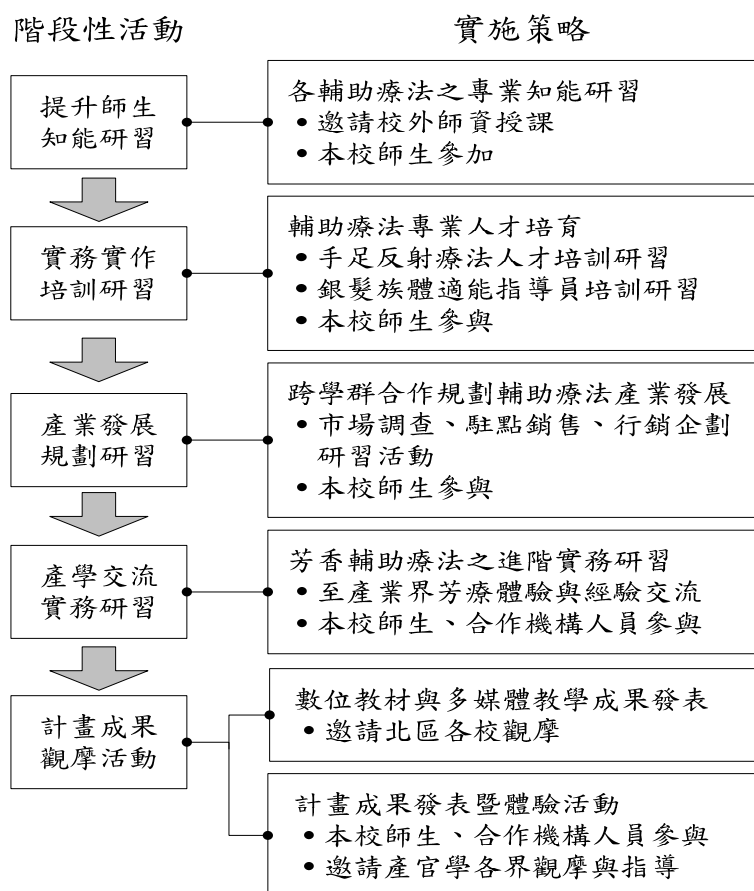 階段性活動
實施策略
提升師生
知能研習
各輔助療法之專業知能研習
• 邀請校外師資授課
• 本校師生參加
實務實作
培訓研習
輔助療法專業人才培育
• 手足反射療法人才培訓研習
• 銀髮族體適能指導員培訓研習
• 本校師生參與
產業發展
規劃研習
跨學群合作規劃輔助療法產業發展
• 市場調查、駐點銷售、行銷企劃
研習活動
• 本校師生參與
產學交流
實務研習
芳香輔助療法之進階實務研習
• 至產業界芳療體驗與經驗交流
• 本校師生、合作機構人員參與
計畫成果
觀摩活動
數位教材與多媒體教學成果發表
• 邀請北區各校觀摩
計畫成果發表暨體驗活動
• 本校師生、合作機構人員參與
• 邀請產官學各界觀摩與指導